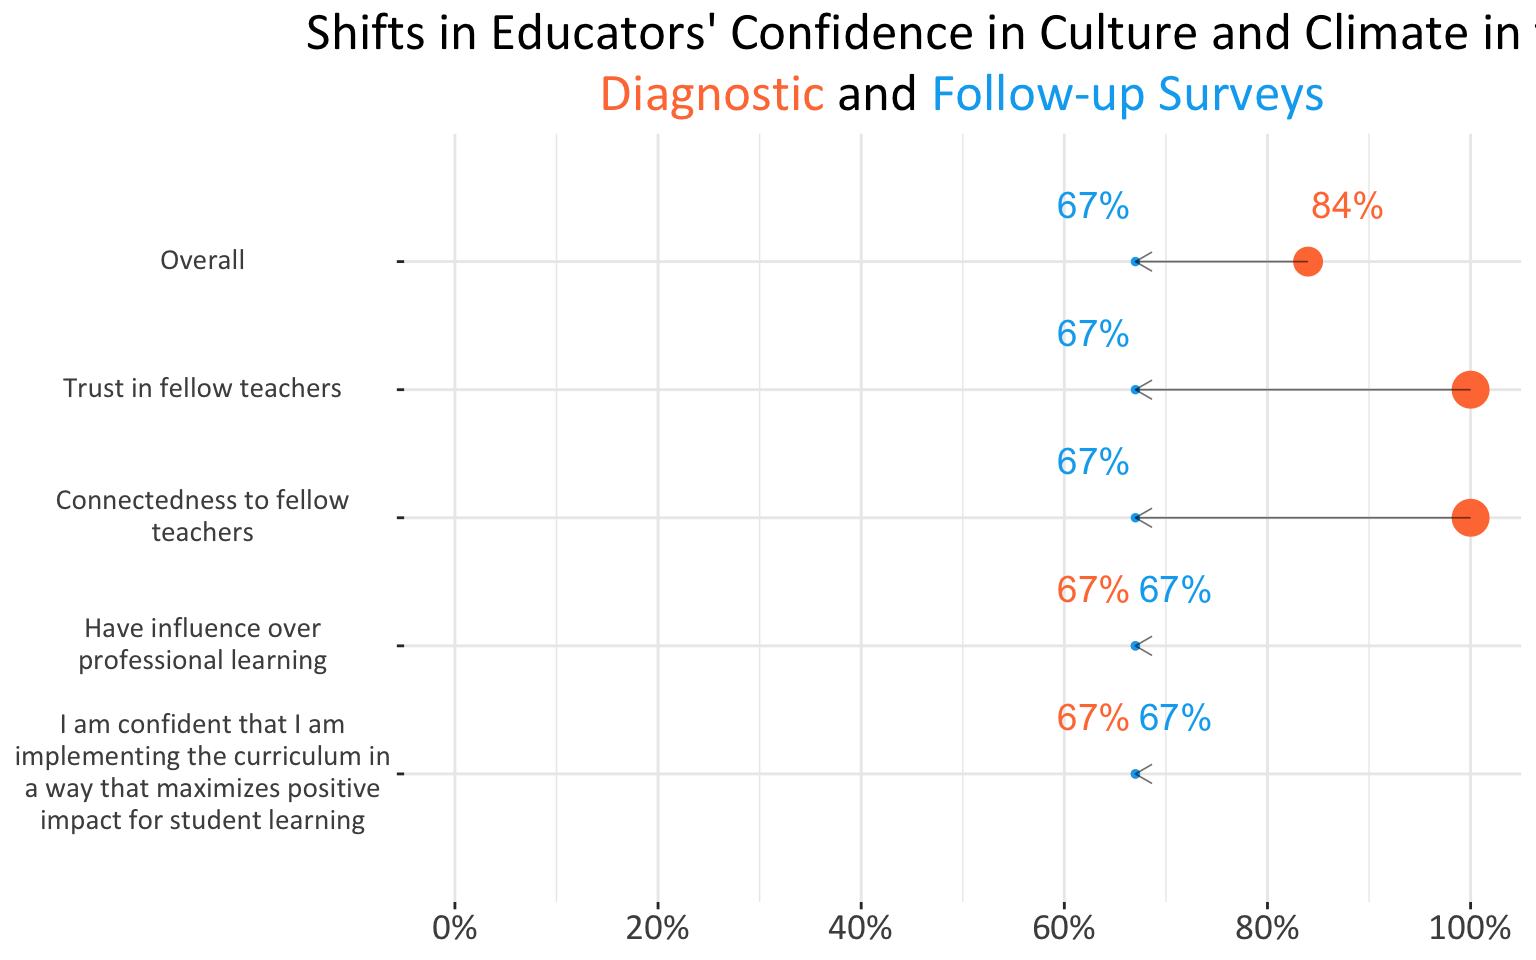 Shifts in Educators' Confidence in Culture and Climate in
Diagnostic and Follow-up Surveys
67% 84%
Overall
67%
Trust in fellow teachers
67%
Connectedness to fellow
teachers
67% 67%
Have influence over
professional learning
67% 67%
I am confident that I am
implementing the curriculum in
a way that maximizes positive
impact for student learning
0% 20% 40% 60% 80% 100%